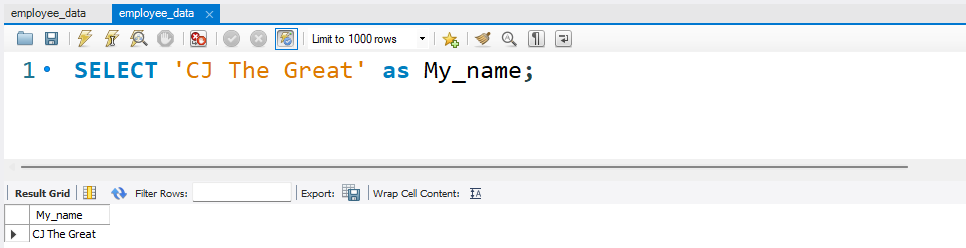 employee_data employee_data
Limit to 1000 rows
1 SELECT 'CJ The Great' as My_name;
Result Grid Filter Rows: Export: Wrap Cell Content:
My_name
CJ The Great